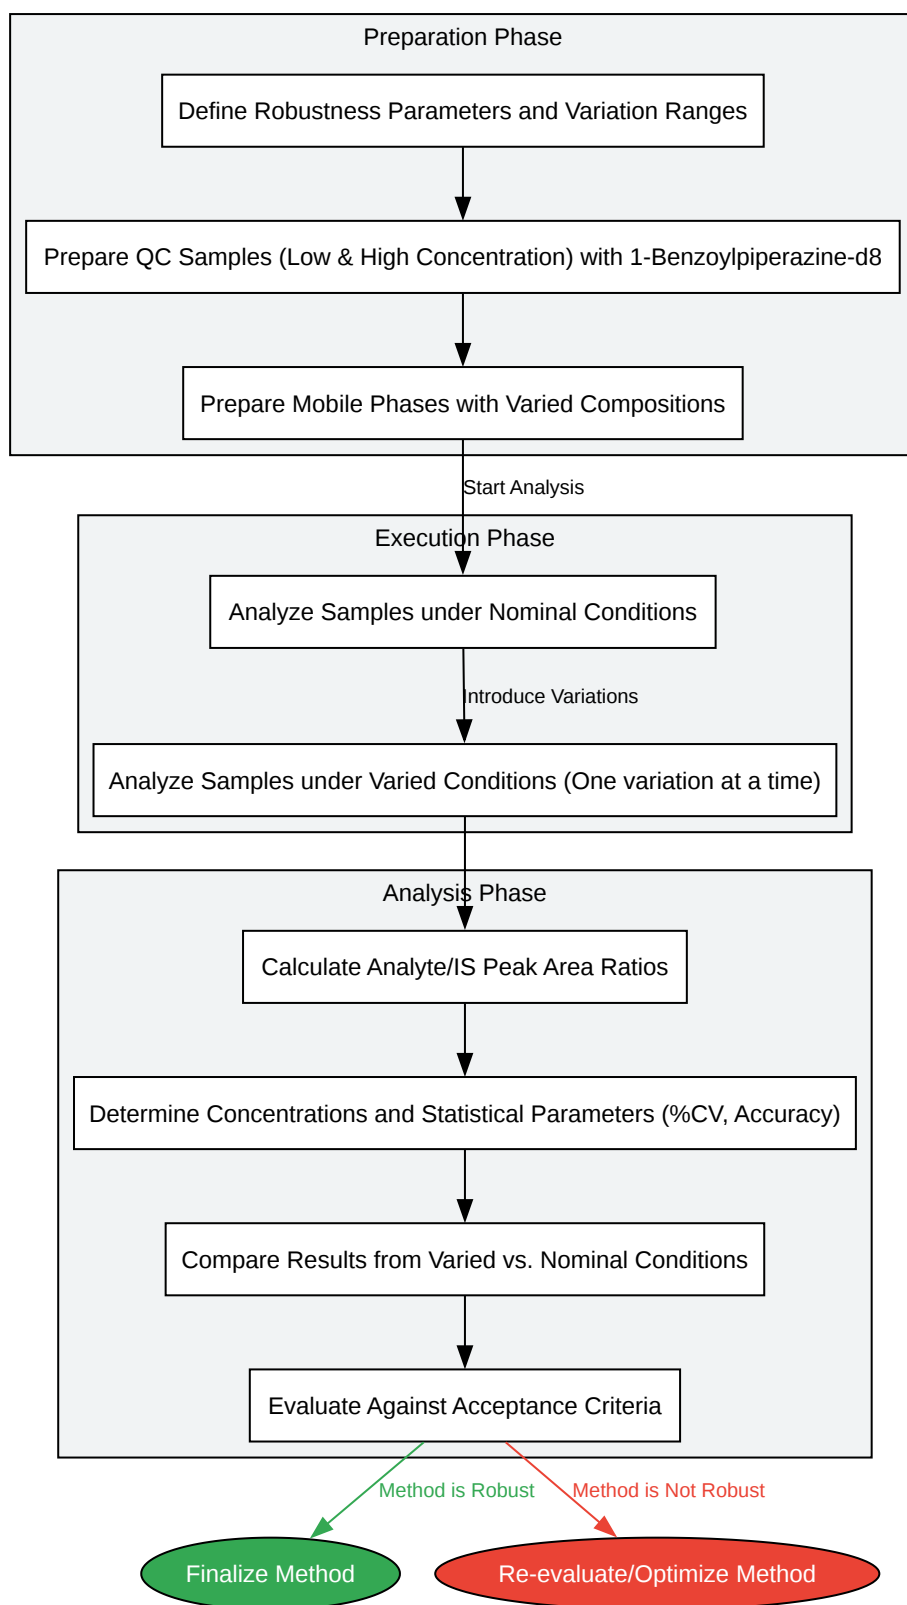 Preparation Phase
Define Robustness Parameters and Variation Ranges
Prepare QC Samples (Low & High Concentration) with 1-Benzoylpiperazine-d8
Prepare Mobile Phases with Varied Compositions
Start Analysis
Execution Phase
Analyze Samples under Nominal Conditions
Introduce Variations
Analyze Samples under Varied Conditions (One variation at a time)
Analysis Phase
Calculate Analyte/IS Peak Area Ratios
Determine Concentrations and Statistical Parameters (%CV, Accuracy)
Compare Results from Varied vs. Nominal Conditions
Evaluate Against Acceptance Criteria
Method is Robust
Method is Not Robust
Finalize Method
Re-evaluate/Optimize Method